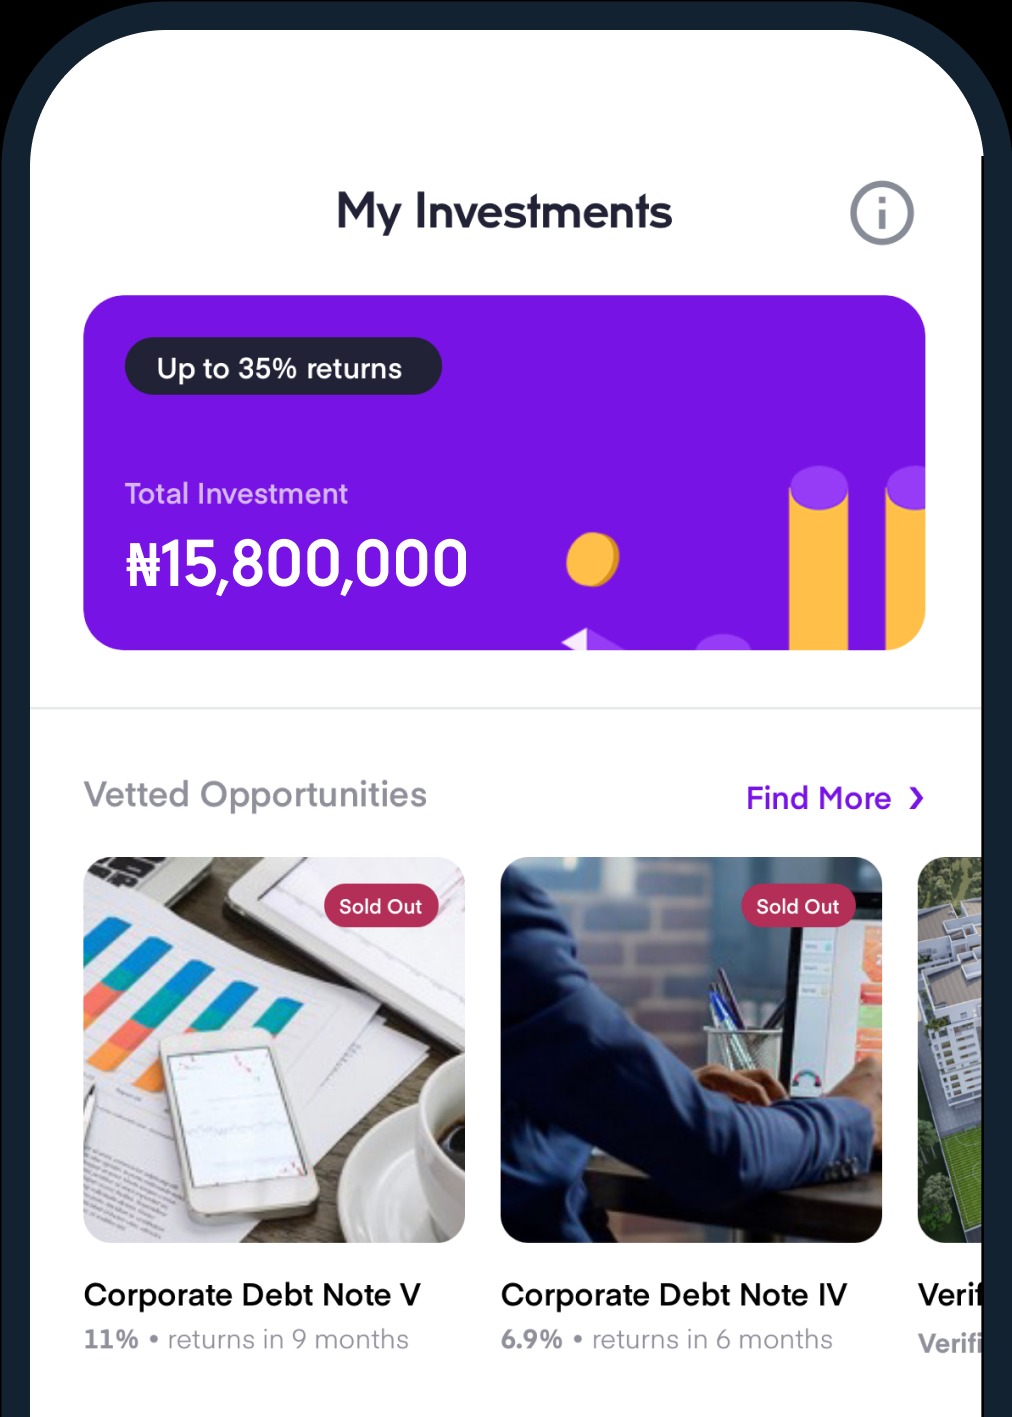 My Investments
Up to 35% returns
Total Investment
₦15,800,000
Vetted Opportunities
Find More ›
Sold Out
Sold Out
Corporate Debt Note V
11% • returns in 9 months
Corporate Debt Note IV
6.9% • returns in 6 months
Verif
Verifi